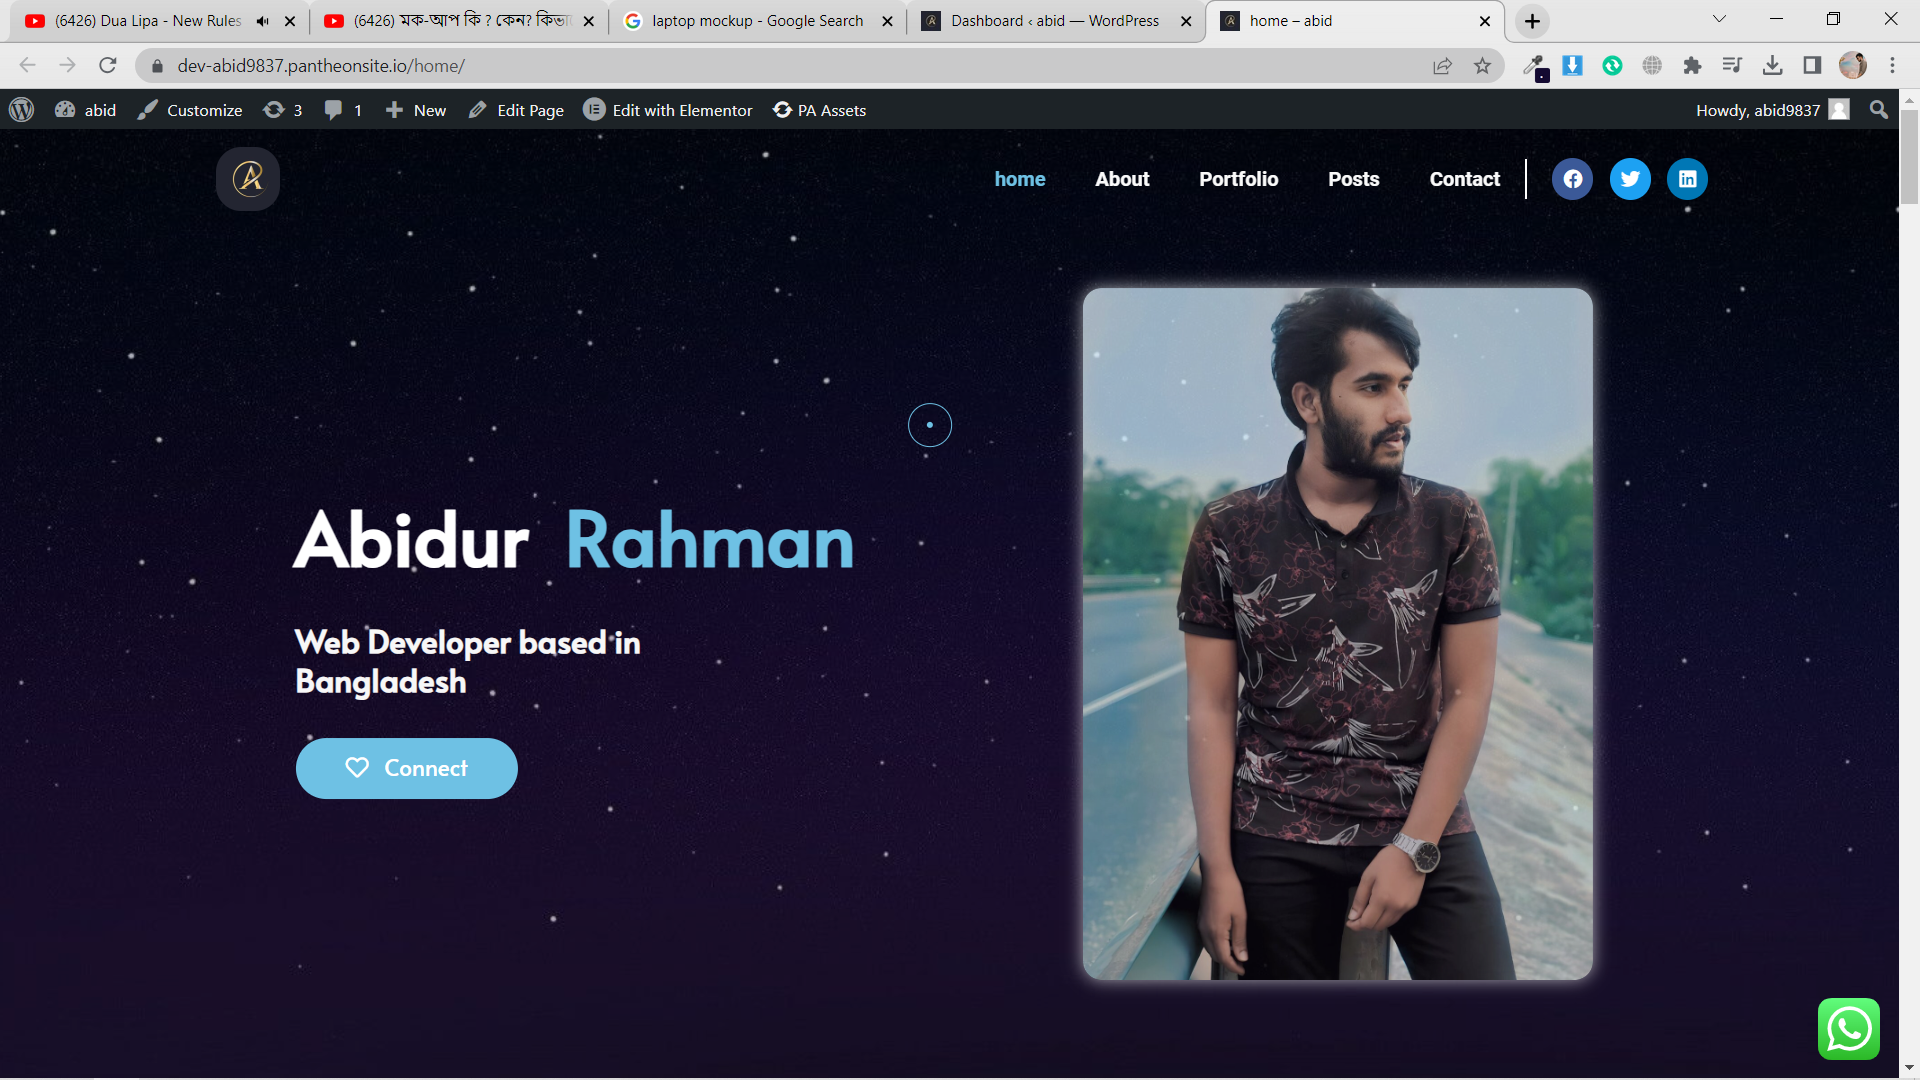 (6426) Dua Lipa - New Rules
(6426) মক-আপ কি ? কেন? কিভা
laptop mockup - Google Search
Dashboard ‹ abid — WordPress
home – abid
dev-abid9837.pantheonsite.io/home/
abid
Customize
3
1
New
Edit Page
Edit with Elementor
PA Assets
Howdy, abid9837
home
About
Portfolio
Posts
Contact
Abidur Rahman
Web Developer based in
Bangladesh
Connect